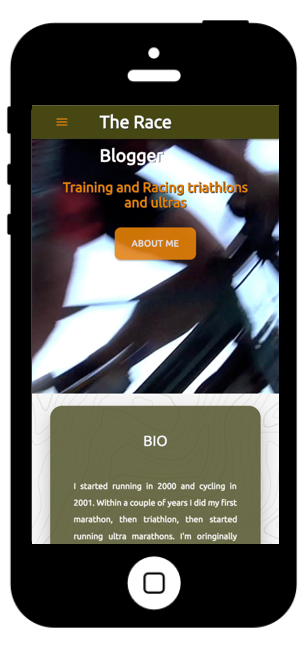 The Race
Blogger
Training and Racing triathlons
and ultras
ABOUT ME
BIO
I started running in 2000 and cycling in
2001. Within a couple of years I did my first
marathon, then triathlon, then started
running ultra marathons. I'm oringinally